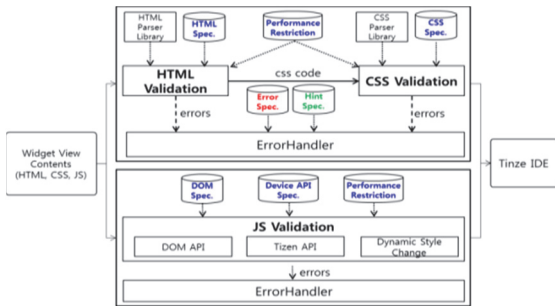 HTML
Parser
Library
HTML
Spec.
Performance
Restriction
CSS
Parser
Library
CSS
Spec.
HTML
Validation
css code
CSS Validation
errors
Error
Spec.
Hint
Spec.
errors
ErrorHandler
Widget View
Contents
(HTML, CSS, JS)
Tinze IDE
DOM
Spec.
Device API
Spec.
Performance
Restriction
JS Validation
DOM API
Tizen API
Dynamic Style
Change
errors
ErrorHandler